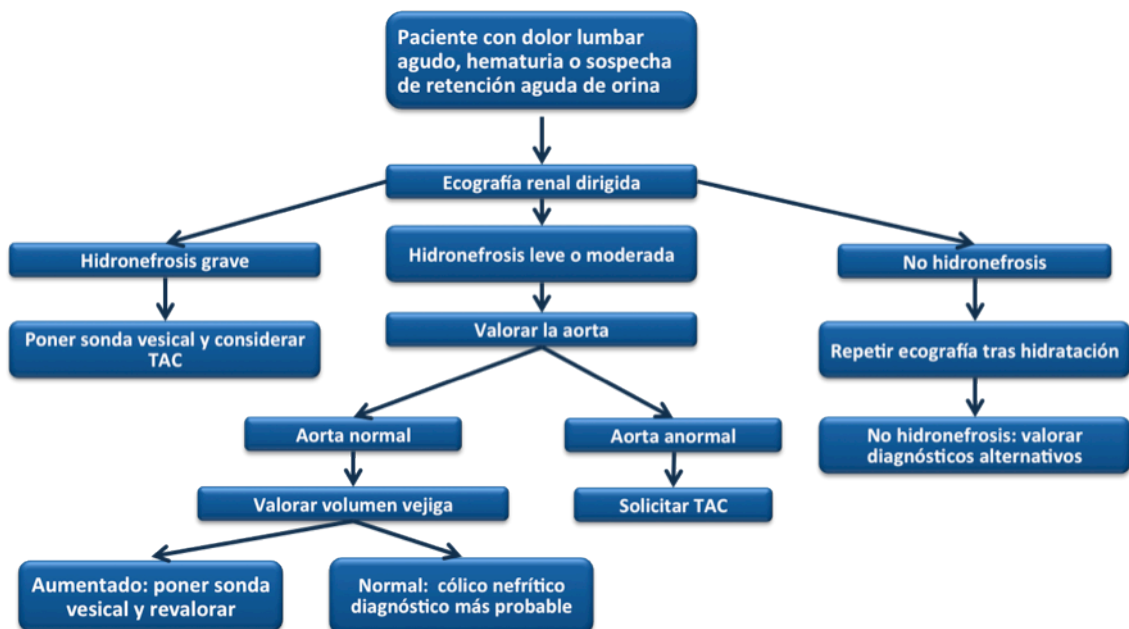 Paciente con dolor lumbar
agudo, hematuria o sospecha
de retención aguda de orina
Ecografía renal dirigida
Hidronefrosis grave
Hidronefrosis leve o moderada
No hidronefrosis
Poner sonda vesical y considerar
TAC
Valorar la aorta
Repetir ecografía tras hidratación
Aorta normal
Aorta anormal
No hidronefrosis: valorar
diagnósticos alternativos
Valorar volumen vejiga
Solicitar TAC
Aumentado: poner sonda
vesical y revalorar
Normal:  cólico nefrítico
diagnóstico más probable